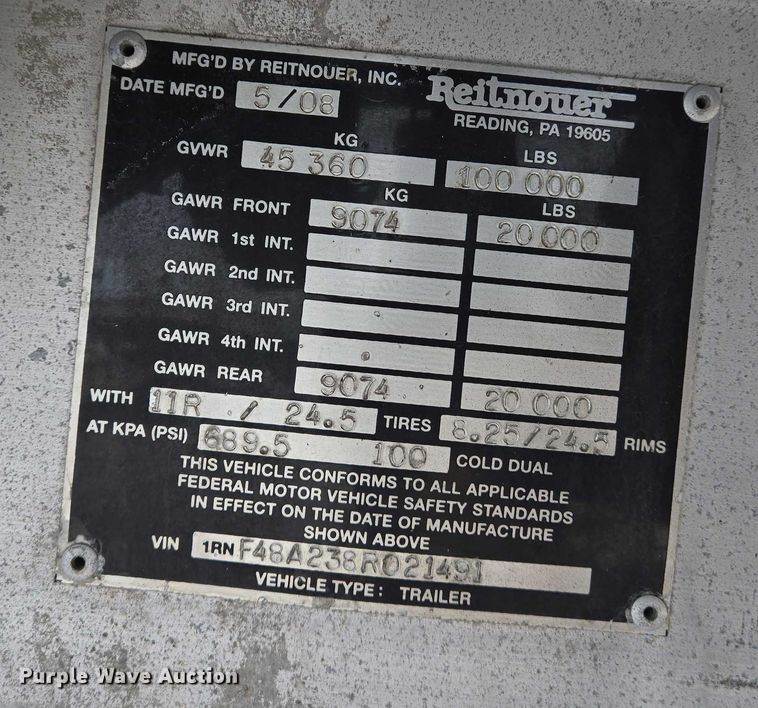 MFG'D BY REITNOUER, INC. Reitnouer
DATE MFG'D 5/08 READING, PA 19605
KG LBS
GVWR 45 360 100 000
KG LBS
GAWR FRONT 9074 20 000
GAWR 1st INT.
GAWR 2nd INT.
GAWR 3rd INT.
GAWR 4th INT.
GAWR REAR 9074 20 000
WITH 11R / 24.5 TIRES 8.25/24.5 RIMS
AT KPA (PSI) 689.5 100 COLD DUAL
THIS VEHICLE CONFORMS TO ALL APPLICABLE
FEDERAL MOTOR VEHICLE SAFETY STANDARDS
IN EFFECT ON THE DATE OF MANUFACTURE
SHOWN ABOVE
VIN 1RNF48A238R021491
VEHICLE TYPE: TRAILER
Purple Wave Auction